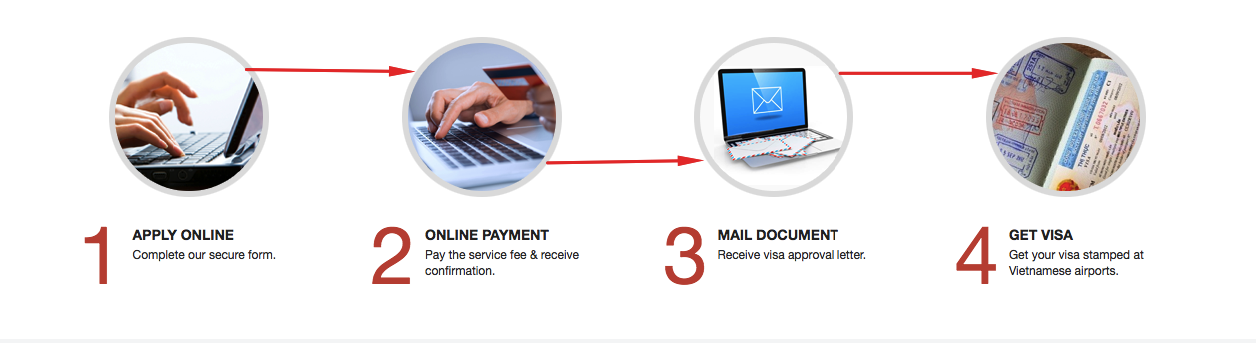 1
APPLY ONLINE
Complete our secure form.
2
ONLINE PAYMENT
Pay the service fee & receive
confirmation.
3
MAIL DOCUMENT
Receive visa approval letter.
4
GET VISA
Get your visa stamped at
Vietnamese airports.